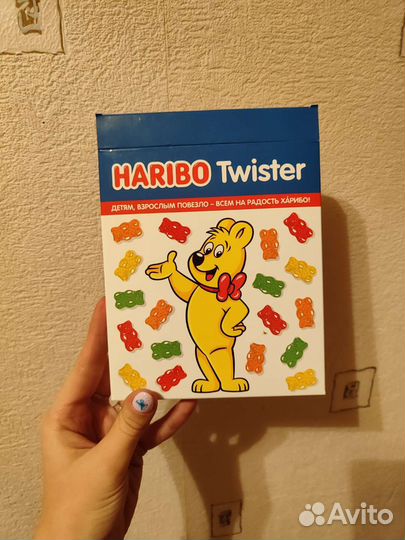 HARIBO Twister
ДЕТЯМ, ВЗРОСЛЫМ ПОВЕЗЛО – ВСЕМ НА РАДОСТЬ ХАРИБО!
Avito